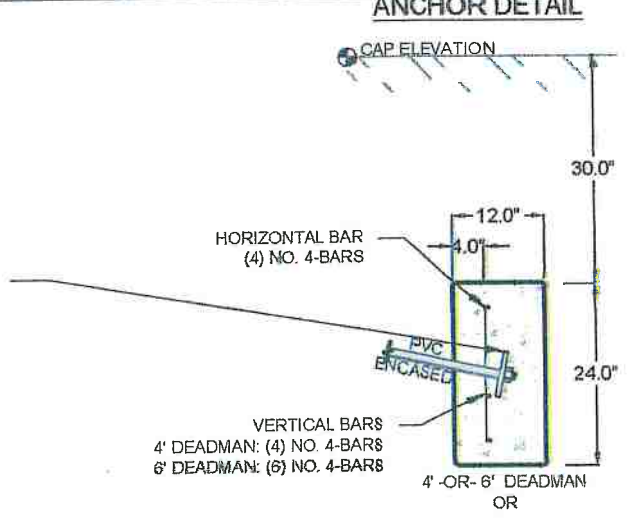 ANCHOR DETAIL
CAP ELEVATION
30.0"
12.0"
4.0"
HORIZONTAL BAR
(4) NO. 4-BARS
PVC
ENCASED
24.0"
VERTICAL BARS
4' DEADMAN: (4) NO. 4-BARS
6' DEADMAN: (6) NO. 4-BARS
4' -OR- 6' DEADMAN
OR